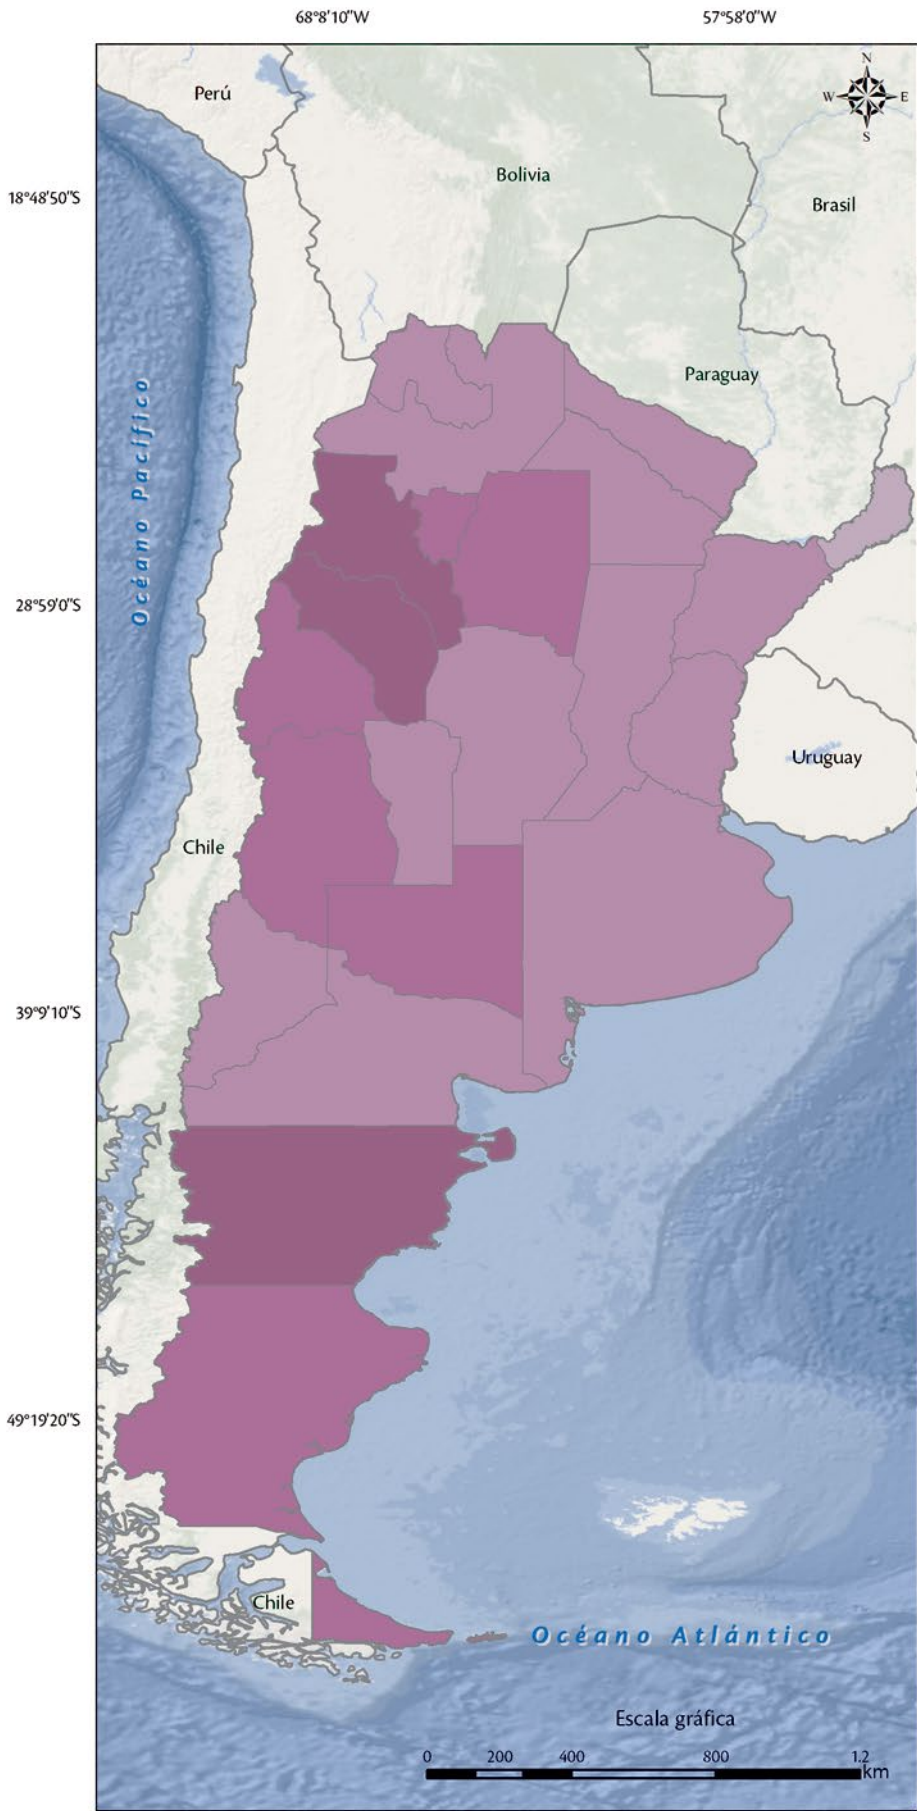 68°8'10"W 57°58'0"W
N
W E
S
Perú
Bolivia
18°48'50"S
Brasil
Paraguay
Océano Pacífico
28°59'0"S
Uruguay
Chile
39°9'10"S
49°19'20"S
Chile
Océano Atlántico
Escala gráfica
0 200 400 800 1.2
km